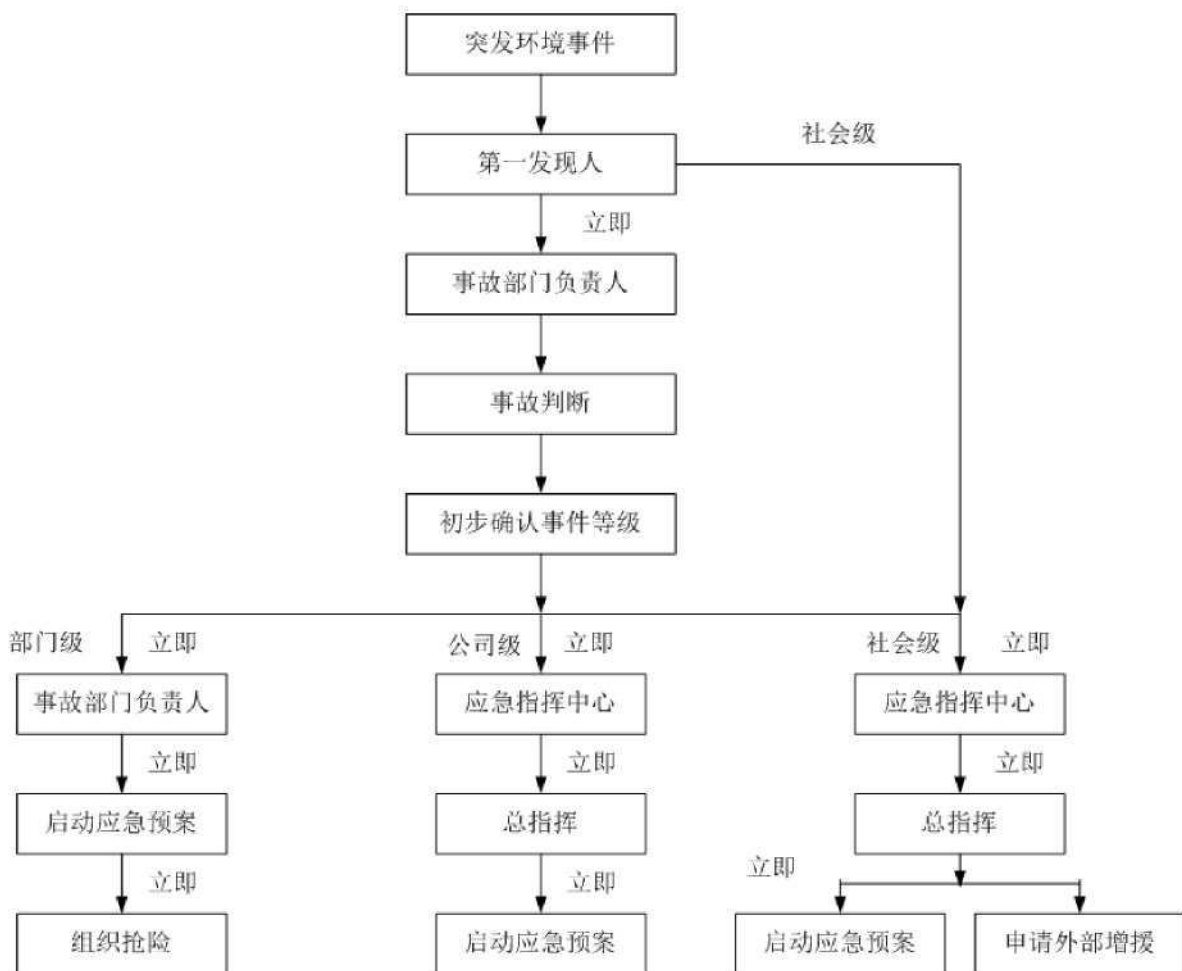 突发环境事件
社会级
第一发现人
立即
事故部门负责人
事故判断
初步确认事件等级
部门级 立即 公司级 立即 社会级 立即
事故部门负责人 应急指挥中心 应急指挥中心
立即 立即 立即
启动应急预案 总指挥 总指挥
立即 立即 立即
组织抢险 启动应急预案 启动应急预案 申请外部增援